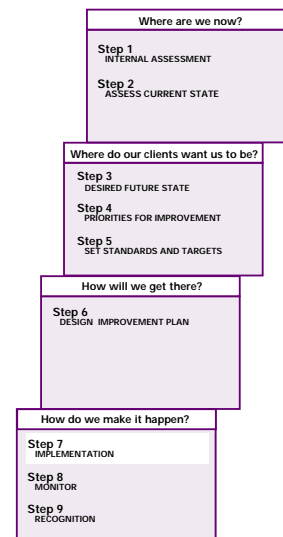 Where are we now?
Step 1
INTERNAL ASSESSMENT
Step 2
ASSESS CURRENT STATE
Where do our clients want us to be?
Step 3
DESIRED FUTURE STATE
Step 4
PRIORITIES FOR IMPROVEMENT
Step 5
SET STANDARDS AND TARGETS
How will we get there?
Step 6
DESIGN IMPROVEMENT PLAN
How do we make it happen?
Step 7
IMPLEMENTATION
Step 8
MONITOR
Step 9
RECOGNITION